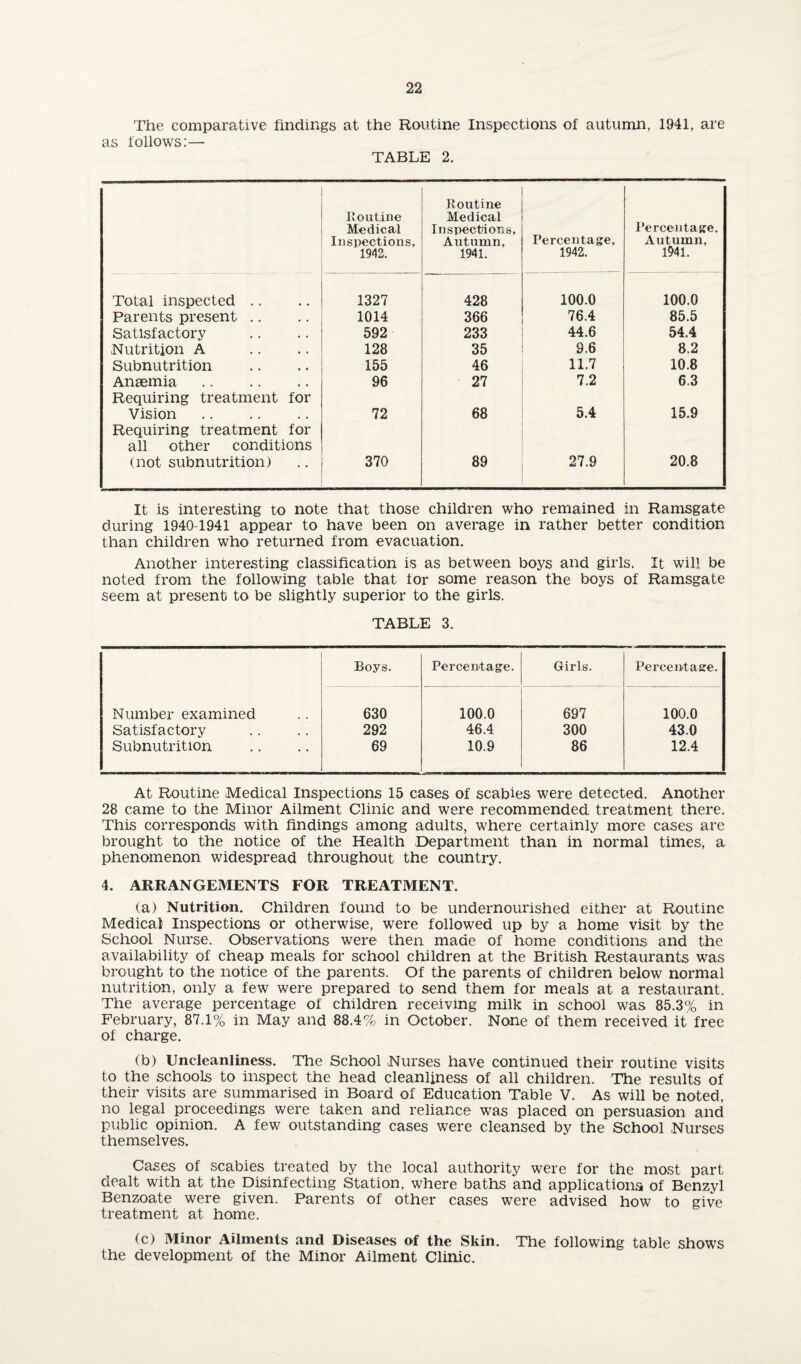 22
The comparative findings at the Routine Inspections of autumn, 1941, are
as follows:—
TABLE 2.
Routine Medical Inspections, 1942. | Routine Medical Inspections, Autumn, 1941. | Percentage, 1942. | Percentage, Autumn, 1941.
Total inspected .. .. 1327 428 100.0 100.0
Parents present .. .. 1014 366 76.4 85.5
Satisfactory .. .. 592 233 44.6 54.4
Nutrition A .. .. 128 35 9.6 8.2
Subnutrition .. .. 155 46 11.7 10.8
Anæmia .. .. .. 96 27 7.2 6.3
Requiring treatment for
Vision .. .. .. 72 68 5.4 15.9
Requiring treatment for
all other conditions
(not subnutrition) .. 370 89 27.9 20.8
It is interesting to note that those children who remained in Ramsgate
during 1940-1941 appear to have been on average in rather better condition
than children who returned from evacuation.
Another interesting classification is as between boys and girls. It will be
noted from the following table that for some reason the boys of Ramsgate
seem at present to be slightly superior to the girls.
TABLE 3.
Boys. Percentage. Girls. Percentage.
Number examined .. 630 100.0 697 100.0
Satisfactory .. .. 292 46.4 300 43.0
Subnutrition .. .. 69 10.9 86 12.4
At Routine Medical Inspections 15 cases of scabies were detected. Another
28 came to the Minor Ailment Clinic and were recommended treatment there.
This corresponds with findings among adults, where certainly more cases are
brought to the notice of the Health Department than in normal times, a
phenomenon widespread throughout the country.
4. ARRANGEMENTS FOR TREATMENT.
(a) Nutrition. Children found to be undernourished either at Routine
Medical Inspections or otherwise, were followed up by a home visit by the
School Nurse. Observations were then made of home conditions and the
availability of cheap meals for school children at the British Restaurants was
brought to the notice of the parents. Of the parents of children below normal
nutrition, only a few were prepared to send them for meals at a restaurant.
The average percentage of children receiving milk in school was 85.3% in
February, 87.1% in May and 88.4% in October. None of them received it free
of charge.
(b) Uncleanliness. The School Nurses have continued their routine visits
to the schools to inspect the head cleanliness of all children. The results of
their visits are summarised in Board of Education Table V. As will be noted,
no legal proceedings were taken and reliance was placed on persuasion and
public opinion. A few outstanding cases were cleansed by the School Nurses
themselves.
Cases of scabies treated by the local authority were for the most part
dealt with at the Disinfecting Station, where baths and applications of Benzyl
Benzoate were given. Parents of other cases were advised how to give
treatment at home.
(c) Minor Ailments and Diseases of the Skin. The following table shows
the development of the Minor Ailment Clinic.